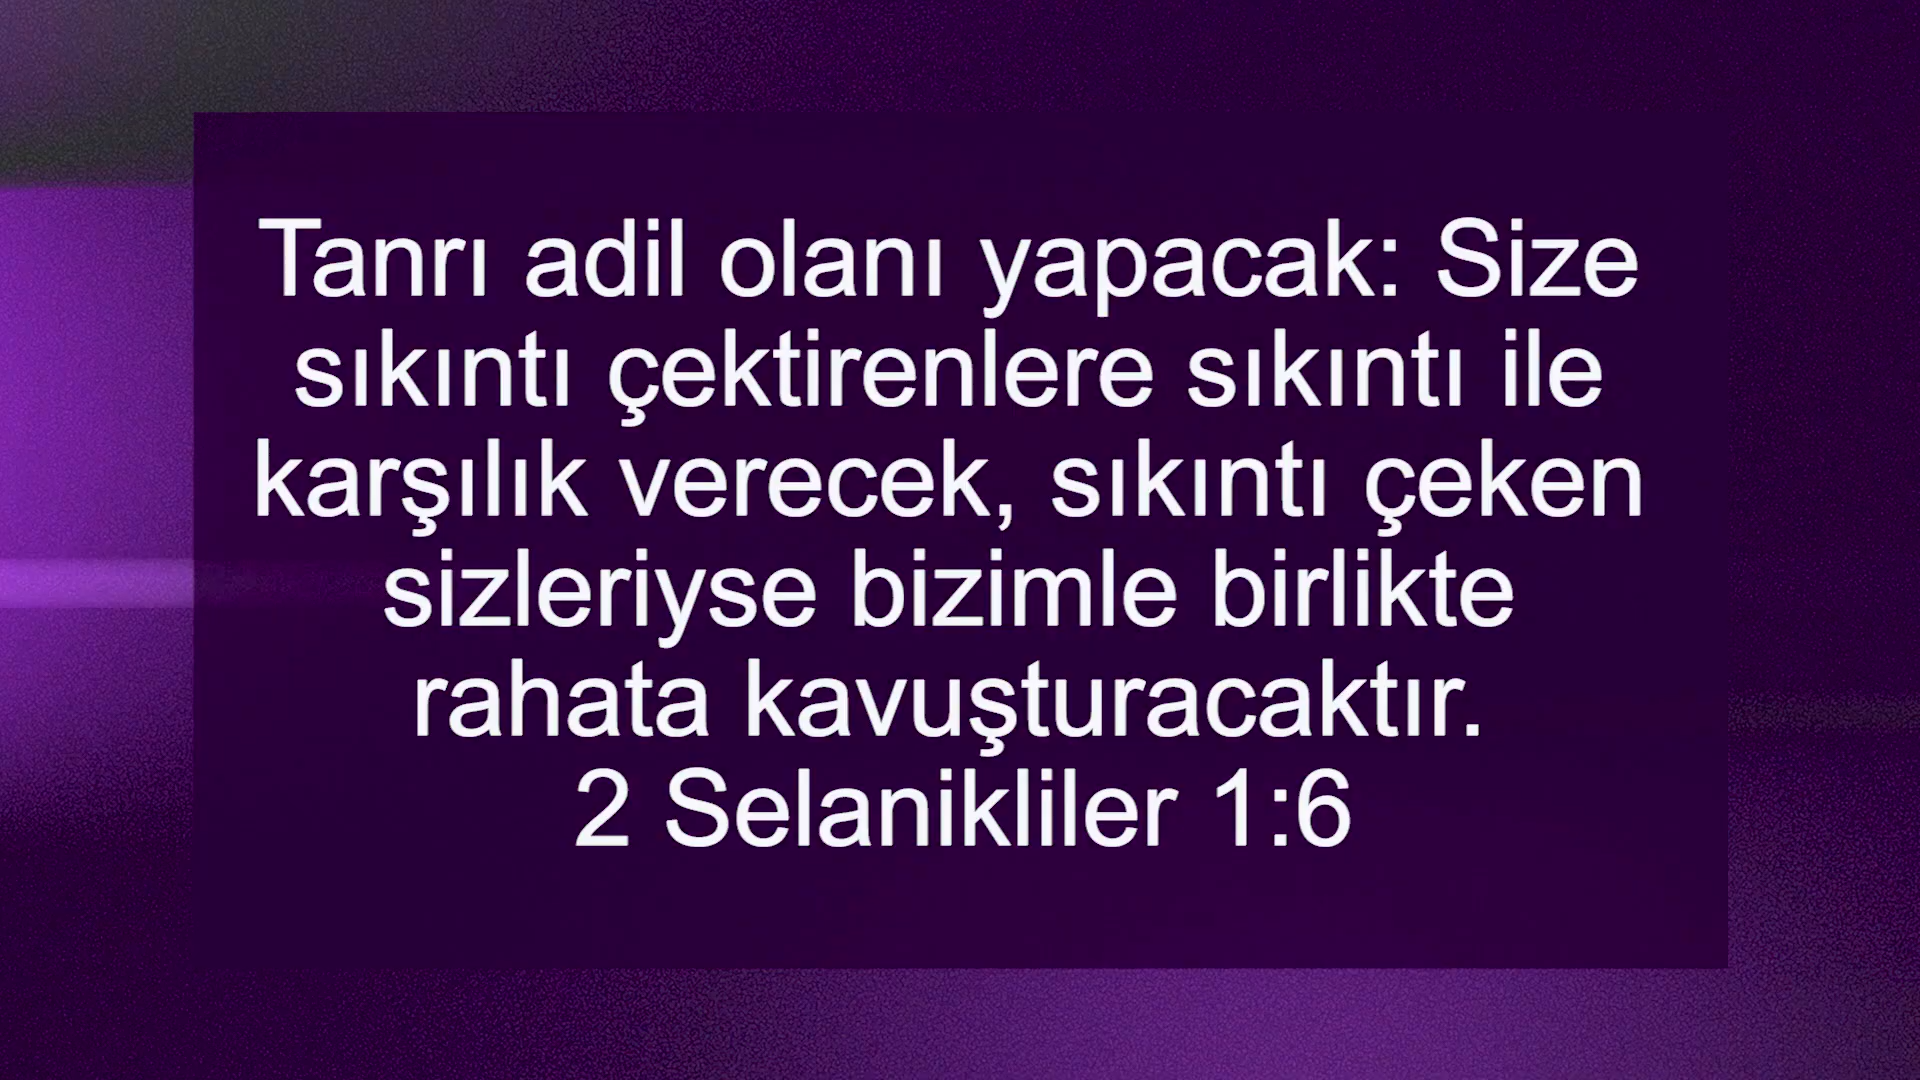 Tanrı adil olanı yapacak: Size
sıkıntı çektirenlere sıkıntı ile
karşılık verecek, sıkıntı çeken
sizleriyse bizimle birlikte
rahata kavuşturacaktır.
2 Selanikliler 1:6